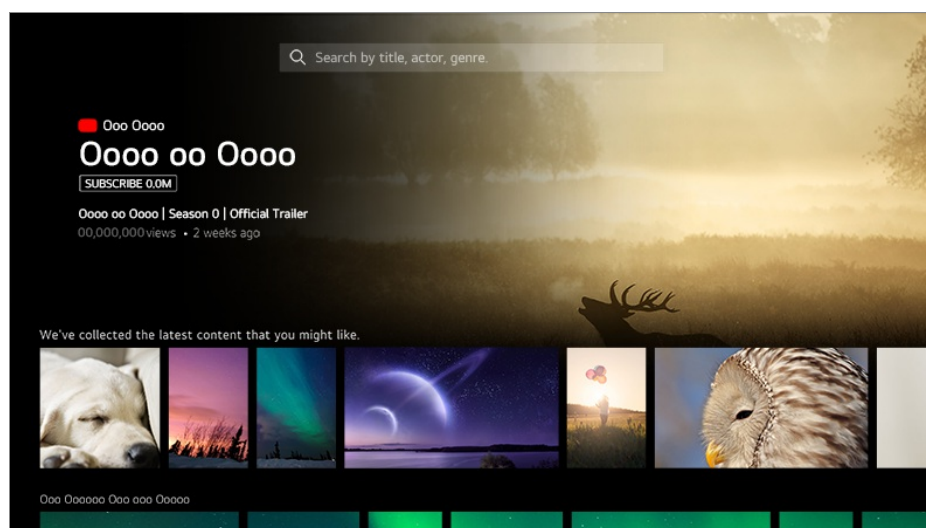 Search by title, actor, genre.
Ooo Oooo
Oooo oo Oooo
SUBSCRIBE 0.0M
Oooo oo Oooo | Season 0 | Official Trailer
00,000,000 views • 2 weeks ago
We've collected the latest content that you might like.
Ooo Oooooo Ooo ooo Ooooo